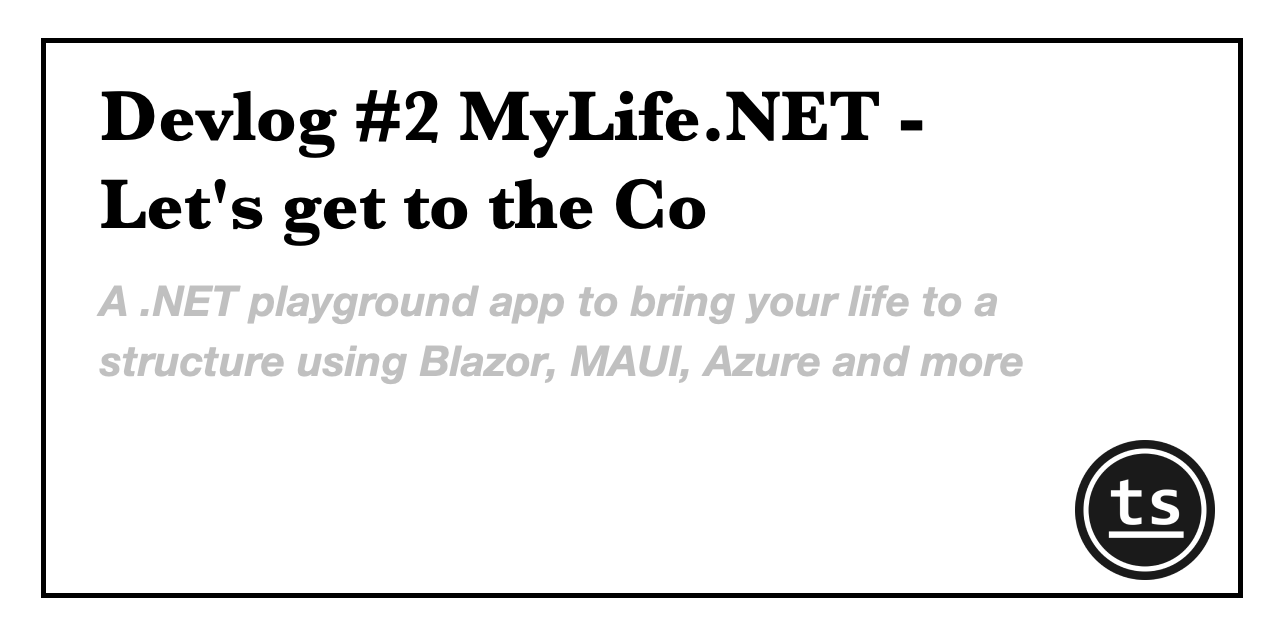 Devlog #2 MyLife.NET -
Let's get to the Co
A .NET playground app to bring your life to a
structure using Blazor, MAUI, Azure and more
ts